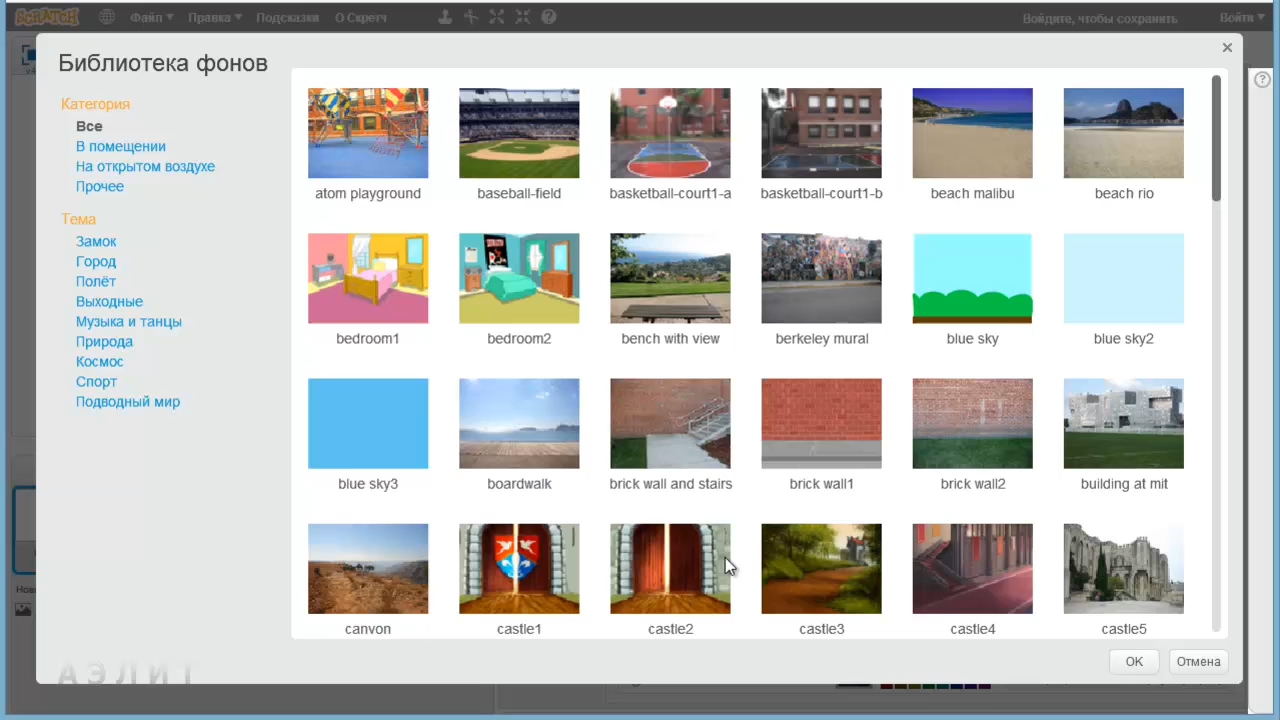 SCRATCH Файл Правка Подсказки О Скретч Войдите, чтобы сохранить Войти
Библиотека фонов
Категория
Все
В помещении
На открытом воздухе
Прочее
Тема
Замок
Город
Полёт
Выходные
Музыка и танцы
Природа
Космос
Спорт
Подводный мир
atom playground baseball-field basketball-court1-a basketball-court1-b beach malibu beach rio
bedroom1 bedroom2 bench with view berkeley mural blue sky blue sky2
blue sky3 boardwalk brick wall and stairs brick wall1 brick wall2 building at mit
canyon castle1 castle2 castle3 castle4 castle5
OK Отмена
АЭЛИТ